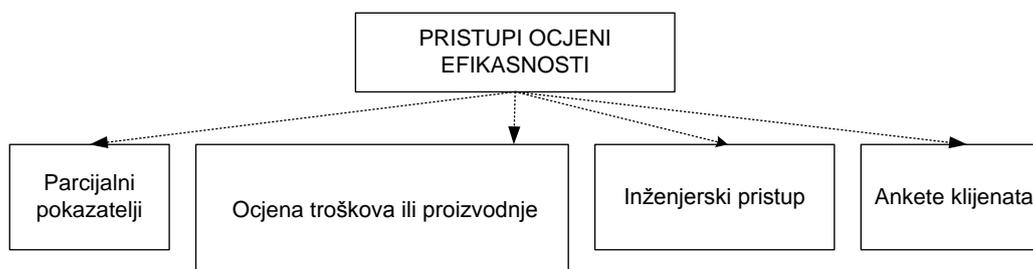 PRISTUPI OCJENI
EFIKASNOSTI
Parcijalni
pokazatelji
Ocjena troškova ili proizvodnje
Inženjerski pristup
Ankete klijenata